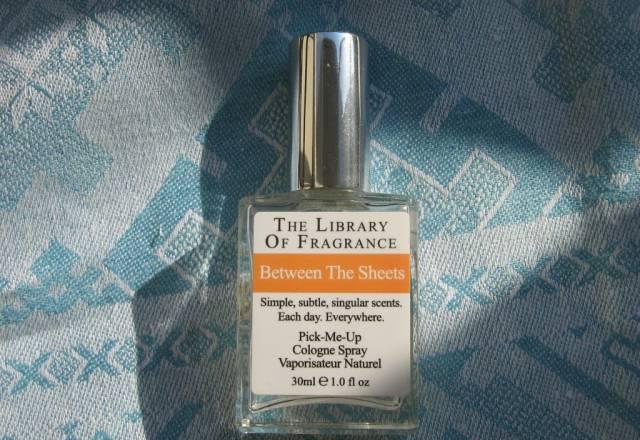 THE LIBRARY
OF FRAGRANCE
Between The Sheets
Simple, subtle, singular scents.
Each day. Everywhere.
Pick-Me-Up
Cologne Spray
Vaporisateur Naturel
30ml ℮ 1.0 fl oz